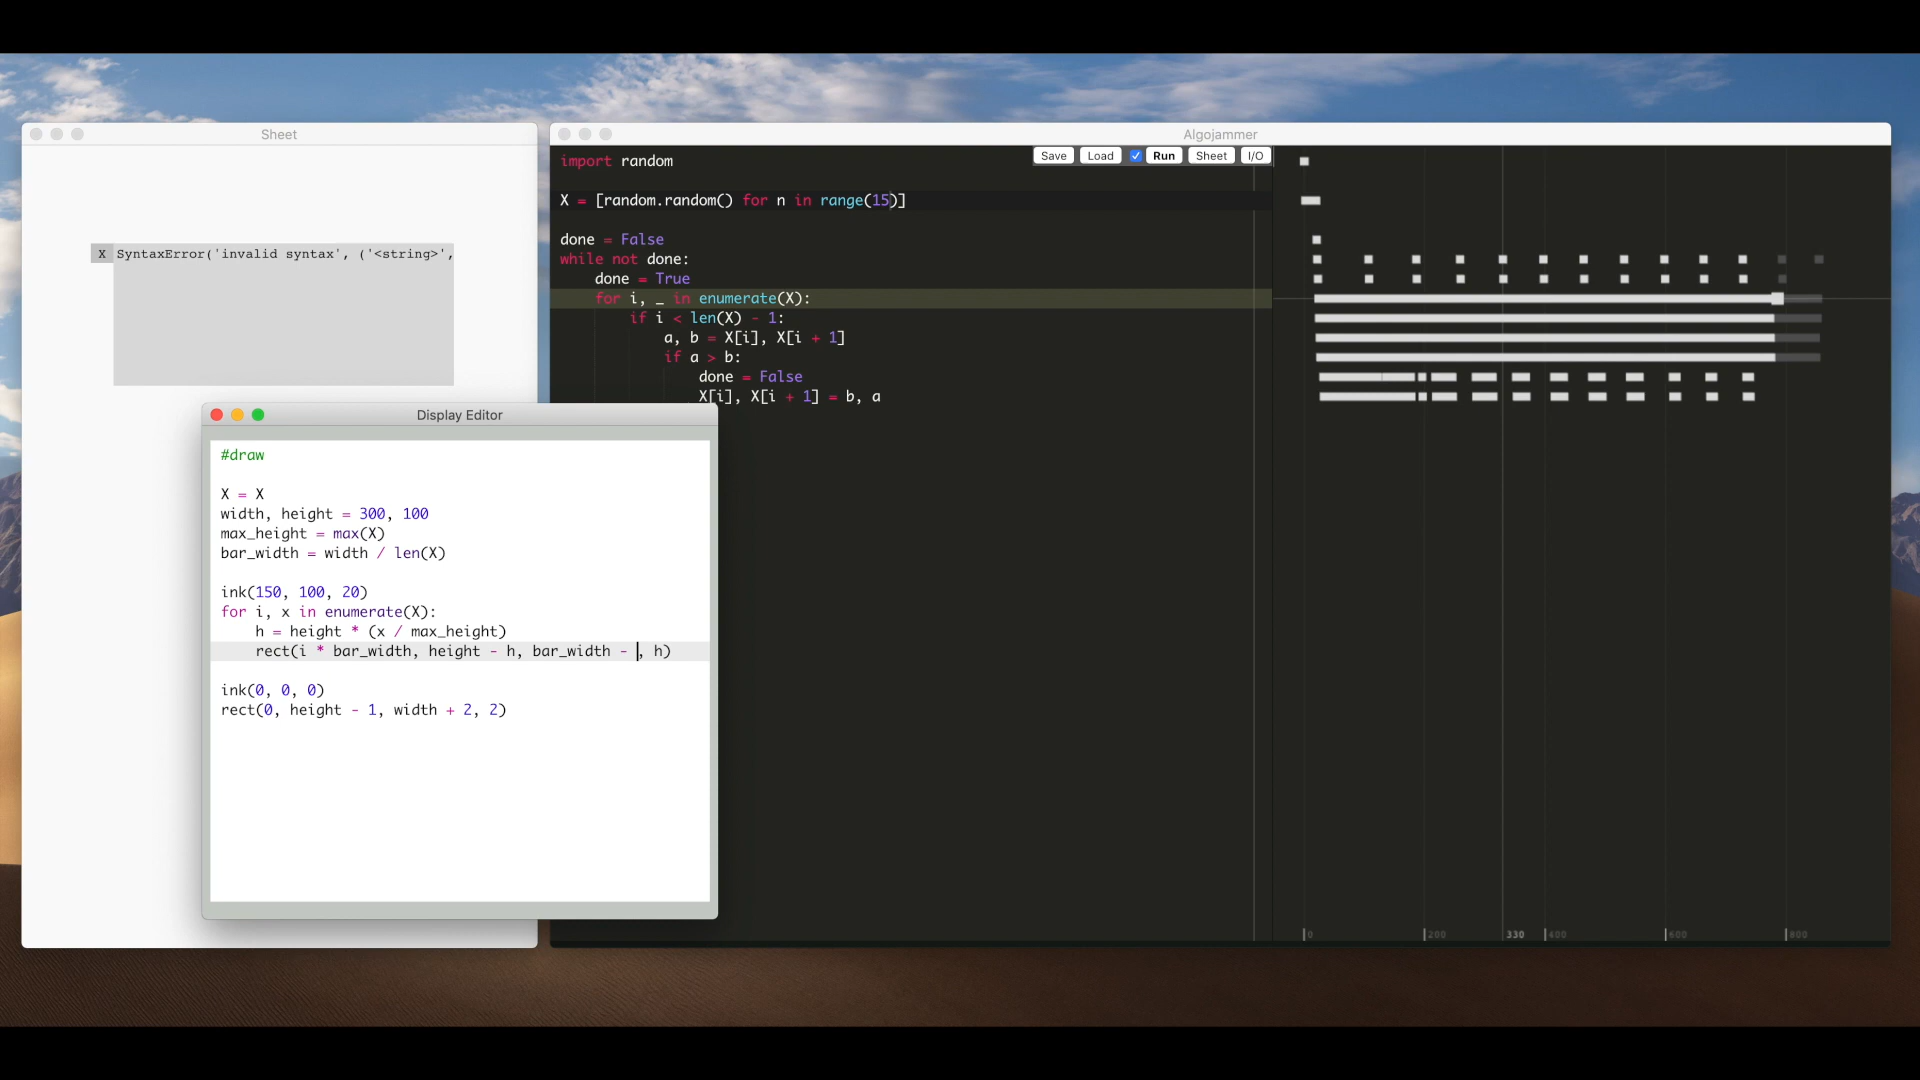 Sheet
X SyntaxError('invalid syntax', ('<string>',
Algojammer
Save Load Run Sheet I/O
import random
X = [random.random() for n in range(15)]
done = False
while not done:
    done = True
    for i, _ in enumerate(X):
        if i < len(X) - 1:
            a, b = X[i], X[i + 1]
            if a > b:
                done = False
                X[i], X[i + 1] = b, a
Display Editor
#draw
X = X
width, height = 300, 100
max_height = max(X)
bar_width = width / len(X)
ink(150, 100, 20)
for i, x in enumerate(X):
    h = height * (x / max_height)
    rect(i * bar_width, height - h, bar_width - , h)
ink(0, 0, 0)
rect(0, height - 1, width + 2, 2)
0 200 330 400 600 800